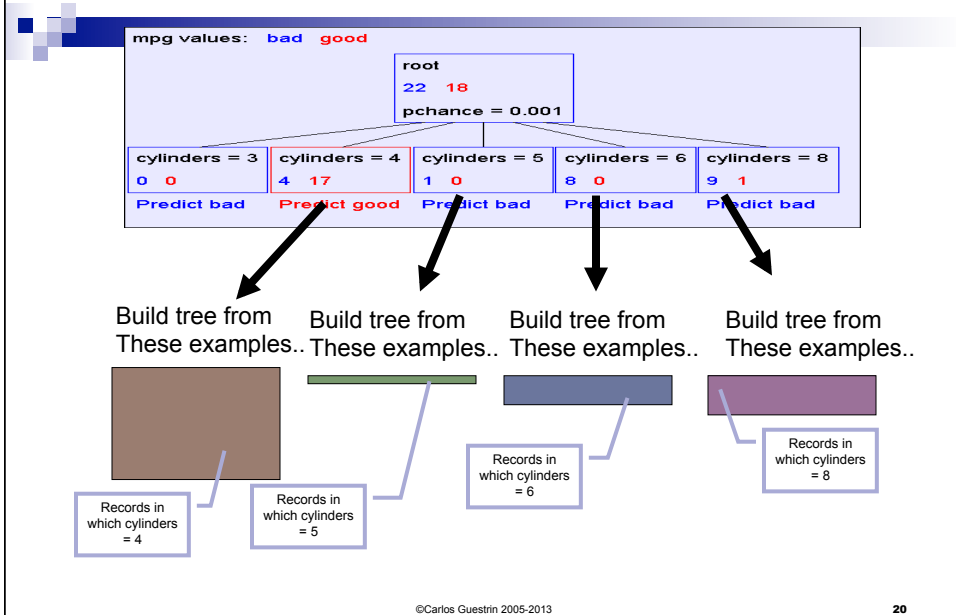 mpg values: bad good
root
22 18
pchance = 0.001
cylinders = 3 cylinders = 4 cylinders = 5 cylinders = 6 cylinders = 8
0 0 4 17 1 0 8 0 9 1
Predict bad Predict good Predict bad Predict bad Predict bad
Build tree from
These examples..
Build tree from
These examples..
Build tree from
These examples..
Build tree from
These examples..
Records in
which cylinders
= 4
Records in
which cylinders
= 5
Records in
which cylinders
= 6
Records in
which cylinders
= 8
©Carlos Guestrin 2005-2013
20